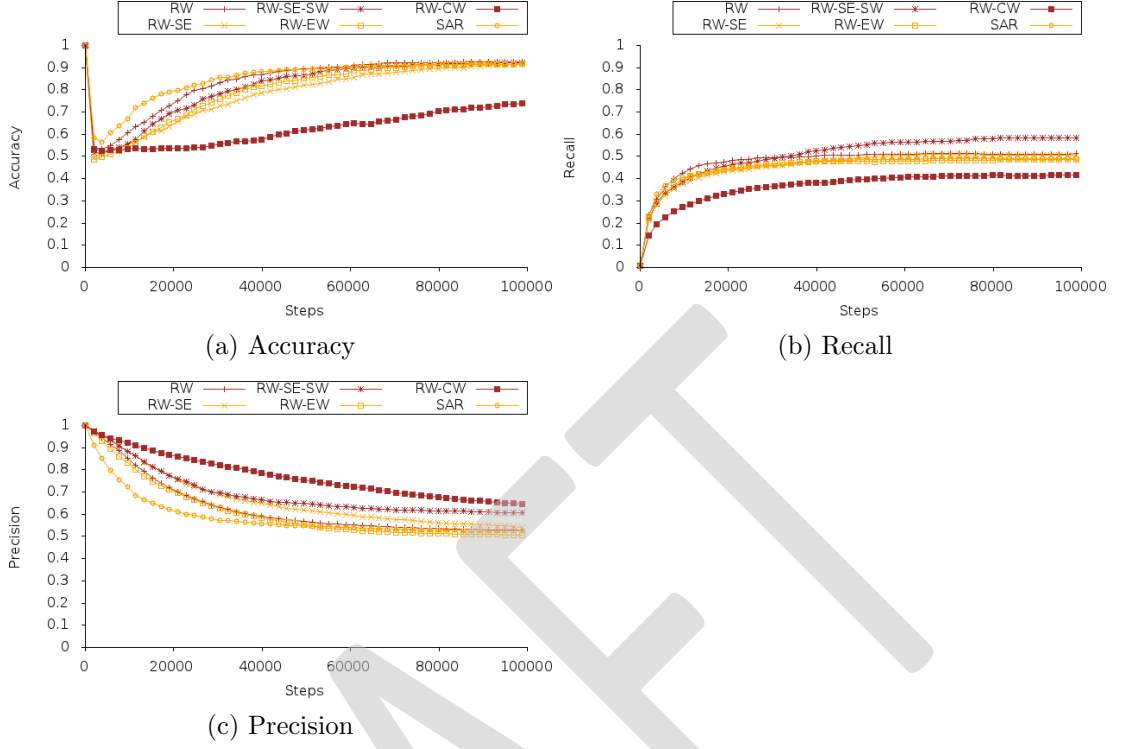 RW RW-SE-SW RW-CW
RW-SE RW-EW SAR
1
0.9
0.8
0.7
0.6
0.5
0.4
0.3
0.2
0.1
0
Accuracy
0 20000 40000 60000 80000 100000
Steps
(a) Accuracy
RW RW-SE-SW RW-CW
RW-SE RW-EW SAR
1
0.9
0.8
0.7
0.6
0.5
0.4
0.3
0.2
0.1
0
Recall
0 20000 40000 60000 80000 100000
Steps
(b) Recall
RW RW-SE-SW RW-CW
RW-SE RW-EW SAR
1
0.9
0.8
0.7
0.6
0.5
0.4
0.3
0.2
0.1
0
Precision
0 20000 40000 60000 80000 100000
Steps
(c) Precision
AFT